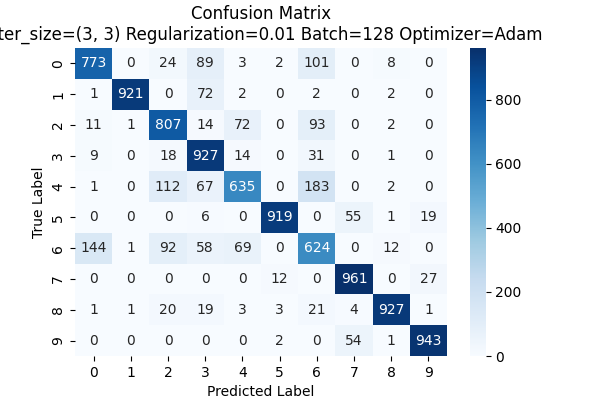 Confusion Matrix
ter_size=(3, 3) Regularization=0.01 Batch=128 Optimizer=Adam
0 773 0 24 89 3 2 101 0 8 0
1 1 921 0 72 2 0 2 0 2 0
2 11 1 807 14 72 0 93 0 2 0
3 9 0 18 927 14 0 31 0 1 0
4 1 0 112 67 635 0 183 0 2 0
5 0 0 0 6 0 919 0 55 1 19
6 144 1 92 58 69 0 624 0 12 0
7 0 0 0 0 0 12 0 961 0 27
8 1 1 20 19 3 3 21 4 927 1
9 0 0 0 0 0 2 0 54 1 943
0 1 2 3 4 5 6 7 8 9
Predicted Label
True Label
800
600
400
200
0